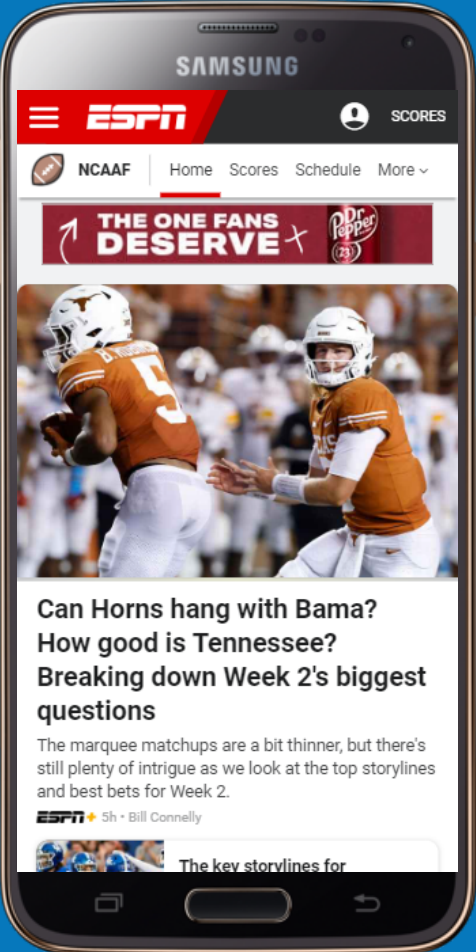 SAMSUNG
ESPN
SCORES
NCAAF
Home
Scores
Schedule
More
THE ONE FANS
DESERVE
Dr Pepper
23
5
Can Horns hang with Bama?
How good is Tennessee?
Breaking down Week 2's biggest
questions
The marquee matchups are a bit thinner, but there's
still plenty of intrigue as we look at the top storylines
and best bets for Week 2.
ESPN+ 5h • Bill Connelly
The key storylines for